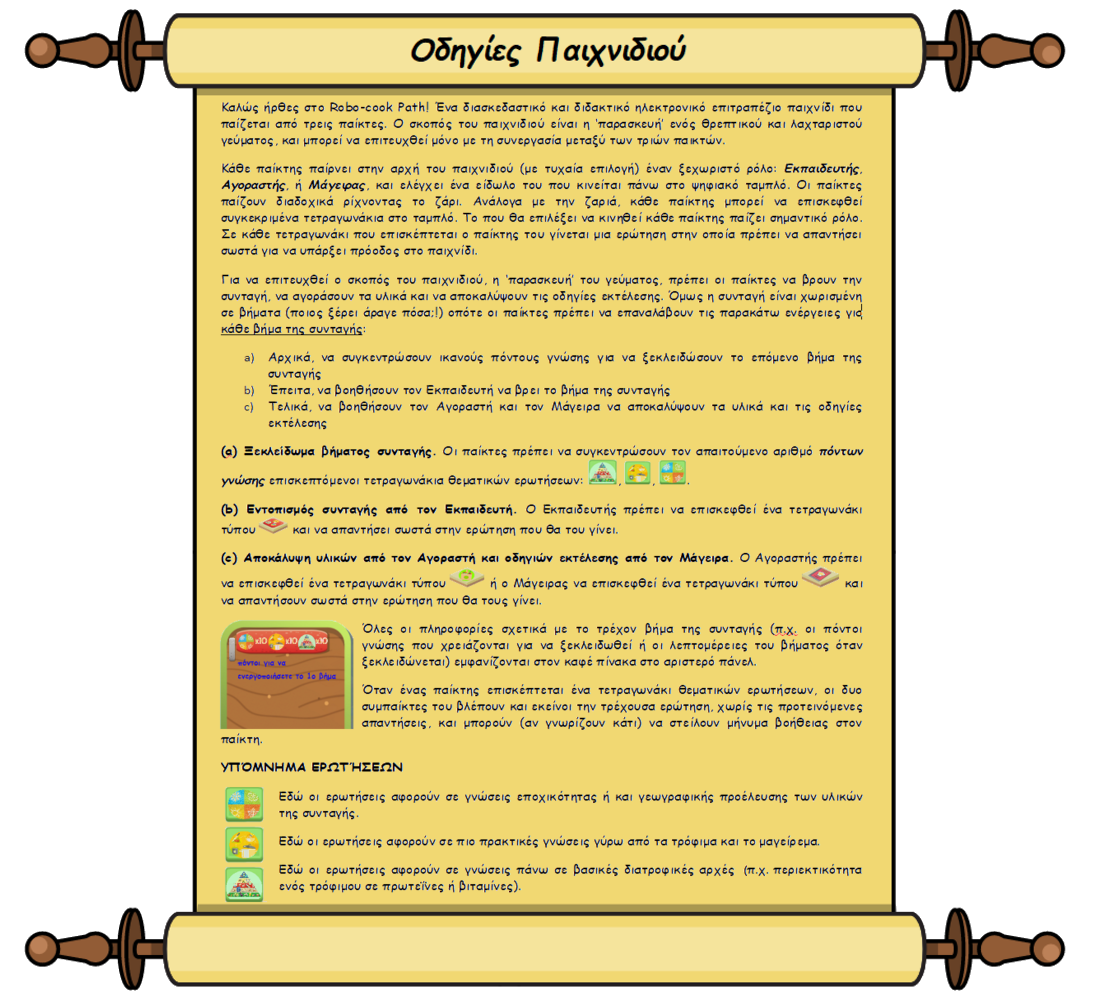 Οδηγίες Παιχνιδιού
Καλώς ήρθες στο Robo-cook Path! Ένα διασκεδαστικό και διδακτικό ηλεκτρονικό επιτραπέζιο παιχνίδι που
παίζεται από τρεις παίκτες. Ο σκοπός του παιχνιδιού είναι η 'παρασκευή' ενός θρεπτικού και λαχταριστού
γεύματος, και μπορεί να επιτευχθεί μόνο με τη συνεργασία μεταξύ των τριών παικτών.
Κάθε παίκτης παίρνει στην αρχή του παιχνιδιού (με τυχαία επιλογή) έναν ξεχωριστό ρόλο: Εκπαιδευτής,
Αγοραστής, ή Μάγειρας, και ελέγχει ένα είδωλο του που κινείται πάνω στο ψηφιακό ταμπλό. Οι παίκτες
παίζουν διαδοχικά ρίχνοντας το ζάρι. Ανάλογα με την ζαριά, κάθε παίκτης μπορεί να επισκεφθεί
συγκεκριμένα τετραγωνάκια στο ταμπλό. Το που θα επιλέξει να κινηθεί κάθε παίκτης παίζει σημαντικό ρόλο.
Σε κάθε τετραγωνάκι που επισκέπτεται ο παίκτης του γίνεται μια ερώτηση στην οποία πρέπει να απαντήσει
σωστά για να υπάρξει πρόοδος στο παιχνίδι.
Για να επιτευχθεί ο σκοπός του παιχνιδιού, η 'παρασκευή' του γεύματος, πρέπει οι παίκτες να βρουν την
συνταγή, να αγοράσουν τα υλικά και να αποκαλύψουν τις οδηγίες εκτέλεσης. Όμως η συνταγή είναι χωρισμένη
σε βήματα (ποιος ξέρει άραγε πόσα;!) οπότε οι παίκτες πρέπει να επαναλάβουν τις παρακάτω ενέργειες για
κάθε βήμα της συνταγής:
a) Αρχικά, να συγκεντρώσουν ικανούς πόντους γνώσης για να ξεκλειδώσουν το επόμενο βήμα της
συνταγής
b) Έπειτα, να βοηθήσουν τον Εκπαιδευτή να βρει το βήμα της συνταγής
c) Τελικά, να βοηθήσουν τον Αγοραστή και τον Μάγειρα να αποκαλύψουν τα υλικά και τις οδηγίες
εκτέλεσης
(a) Ξεκλείδωμα βήματος συνταγής. Οι παίκτες πρέπει να συγκεντρώσουν τον απαιτούμενο αριθμό πόντων
γνώσης επισκεπτόμενοι τετραγωνάκια θεματικών ερωτήσεων: , , .
(b) Εντοπισμός συνταγής από τον Εκπαιδευτή. Ο Εκπαιδευτής πρέπει να επισκεφθεί ένα τετραγωνάκι
τύπου και να απαντήσει σωστά στην ερώτηση που θα του γίνει.
(c) Αποκάλυψη υλικών από τον Αγοραστή και οδηγιών εκτέλεσης από τον Μάγειρα. Ο Αγοραστής πρέπει
να επισκεφθεί ένα τετραγωνάκι τύπου ή ο Μάγειρας να επισκεφθεί ένα τετραγωνάκι τύπου και
να απαντήσουν σωστά στην ερώτηση που θα τους γίνει.
x10 x10 x10
πόντοι για να
ενεργοποιήσετε το 1ο βήμα
Όλες οι πληροφορίες σχετικά με το τρέχον βήμα της συνταγής (π.χ. οι πόντοι
γνώσης που χρειάζονται για να ξεκλειδωθεί ή οι λεπτομέρειες του βήματος όταν
ξεκλειδώνεται) εμφανίζονται στον καφέ πίνακα στο αριστερό πάνελ.
Όταν ένας παίκτης επισκέπτεται ένα τετραγωνάκι θεματικών ερωτήσεων, οι δυο
συμπαίκτες του βλέπουν και εκείνοι την τρέχουσα ερώτηση, χωρίς τις προτεινόμενες
απαντήσεις, και μπορούν (αν γνωρίζουν κάτι) να στείλουν μήνυμα βοήθειας στον
παίκτη.
ΥΠΌΜΝΗΜΑ ΕΡΩΤΉΣΕΩΝ
Εδώ οι ερωτήσεις αφορούν σε γνώσεις εποχικότητας ή και γεωγραφικής προέλευσης των υλικών
της συνταγής.
Εδώ οι ερωτήσεις αφορούν σε πιο πρακτικές γνώσεις γύρω από τα τρόφιμα και το μαγείρεμα.
Εδώ οι ερωτήσεις αφορούν σε γνώσεις πάνω σε βασικές διατροφικές αρχές (π.χ. περιεκτικότητα
ενός τρόφιμου σε πρωτεΐνες ή βιταμίνες).